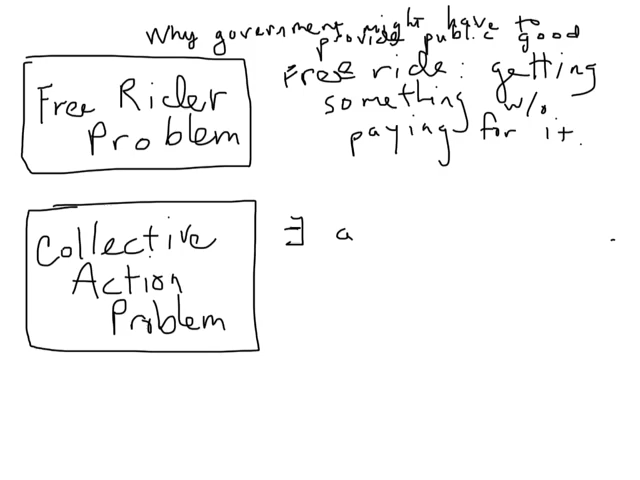 Why government might have to
provide public good
Free Rider
Problem
Free ride: getting
something w/o
paying for it.
Collective
Action
Problem
∃ a